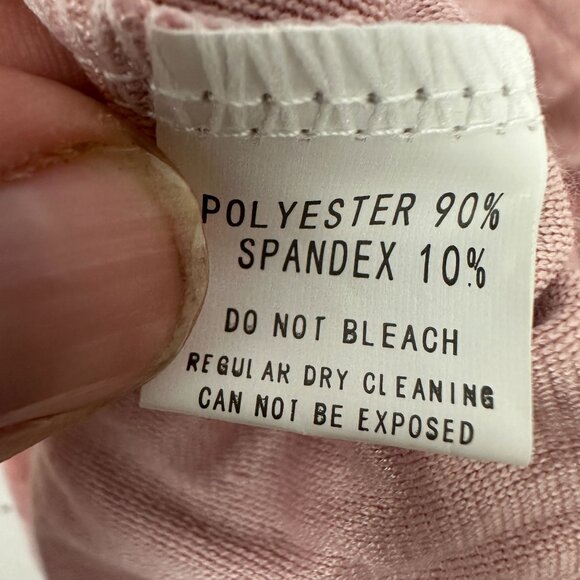 POLYESTER 90%
SPANDEX 10%
DO NOT BLEACH
REGULAR DRY CLEANING
CAN NOT BE EXPOSED